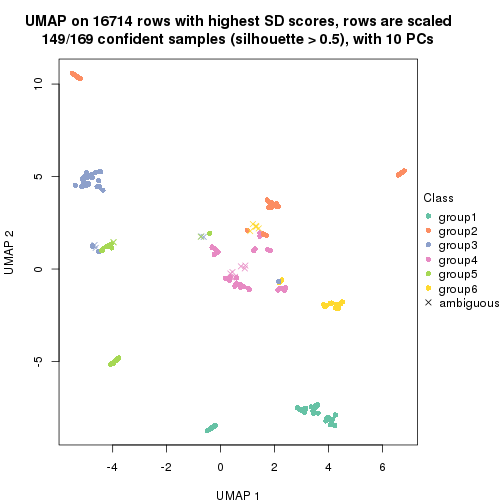 UMAP on 16714 rows with highest SD scores, rows are scaled
149/169 confident samples (silhouette > 0.5), with 10 PCs
10
5
0
-5
UMAP 2
-4
-2
0
2
4
6
UMAP 1
Class
group1
group2
group3
group4
group5
group6
ambiguous